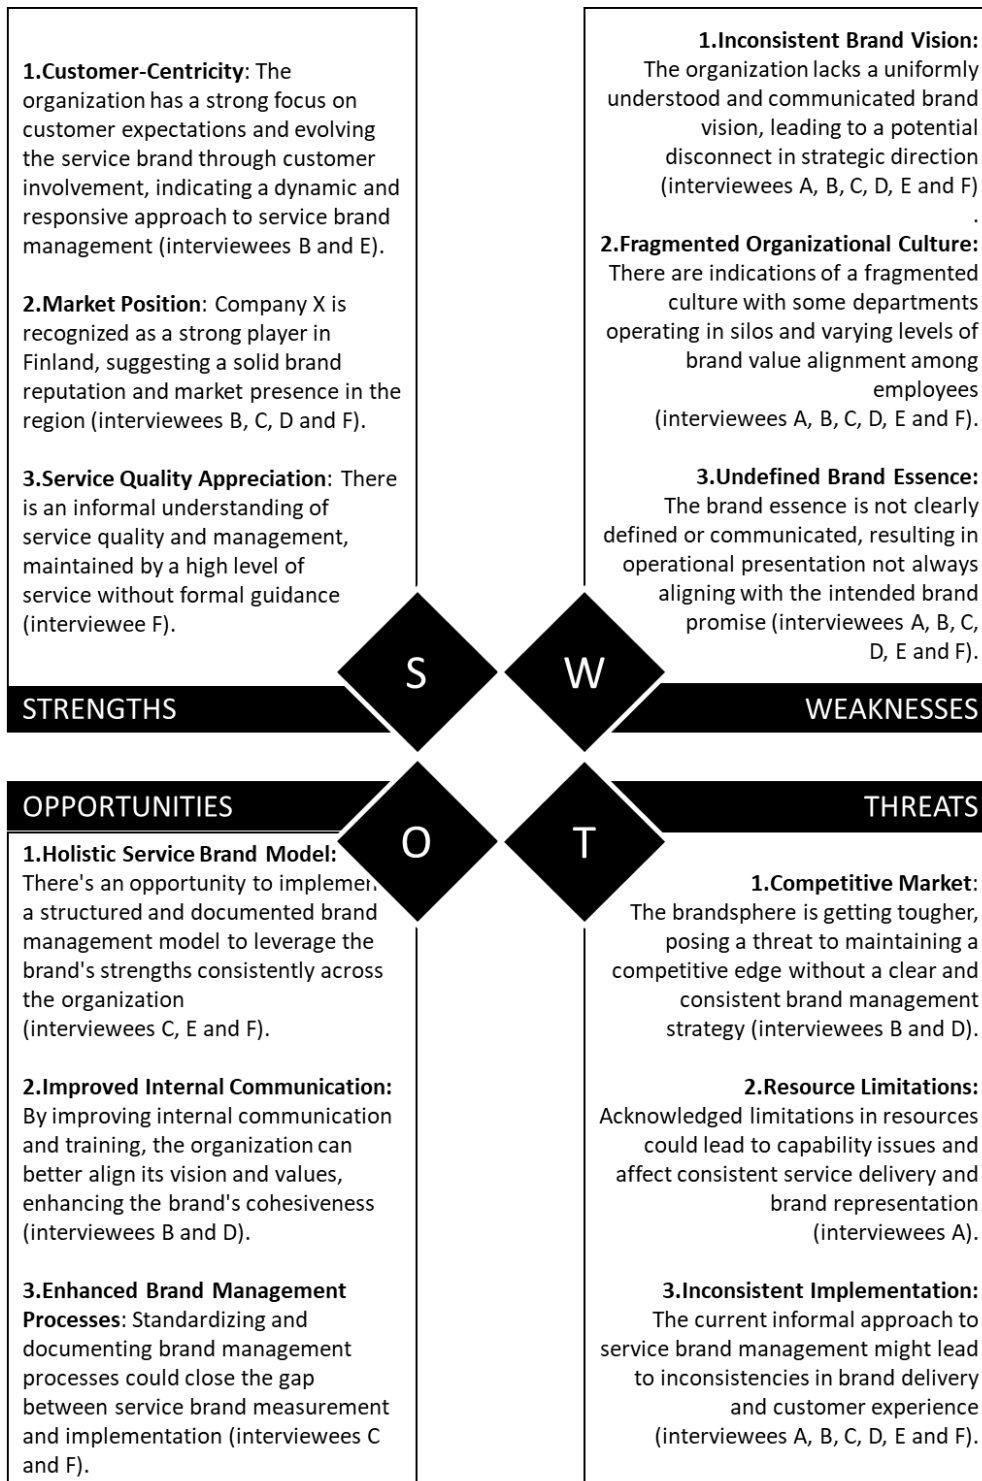 1.Customer-Centricity: The
organization has a strong focus on
customer expectations and evolving
the service brand through customer
involvement, indicating a dynamic and
responsive approach to service brand
management (interviewees B and E).
2.Market Position: Company X is
recognized as a strong player in
Finland, suggesting a solid brand
reputation and market presence in the
region (interviewees B, C, D and F).
3.Service Quality Appreciation: There
is an informal understanding of
service quality and management,
maintained by a high level of
service without formal guidance
(interviewee F).
S
STRENGTHS
1.Inconsistent Brand Vision:
The organization lacks a uniformly
understood and communicated brand
vision, leading to a potential
disconnect in strategic direction
(interviewees A, B, C, D, E and F)
.
2.Fragmented Organizational Culture:
There are indications of a fragmented
culture with some departments
operating in silos and varying levels of
brand value alignment among
employees
(interviewees A, B, C, D, E and F).
3.Undefined Brand Essence:
The brand essence is not clearly
defined or communicated, resulting in
operational presentation not always
aligning with the intended brand
promise (interviewees A, B, C,
D, E and F).
W
WEAKNESSES
OPPORTUNITIES
O
1.Holistic Service Brand Model:
There's an opportunity to implemen
a structured and documented brand
management model to leverage the
brand's strengths consistently across
the organization
(interviewees C, E and F).
2.Improved Internal Communication:
By improving internal communication
and training, the organization can
better align its vision and values,
enhancing the brand's cohesiveness
(interviewees B and D).
3.Enhanced Brand Management
Processes: Standardizing and
documenting brand management
processes could close the gap
between service brand measurement
and implementation (interviewees C
and F).
THREATS
T
1.Competitive Market:
The brandsphere is getting tougher,
posing a threat to maintaining a
competitive edge without a clear and
consistent brand management
strategy (interviewees B and D).
2.Resource Limitations:
Acknowledged limitations in resources
could lead to capability issues and
affect consistent service delivery and
brand representation
(interviewees A).
3.Inconsistent Implementation:
The current informal approach to
service brand management might lead
to inconsistencies in brand delivery
and customer experience
(interviewees A, B, C, D, E and F).